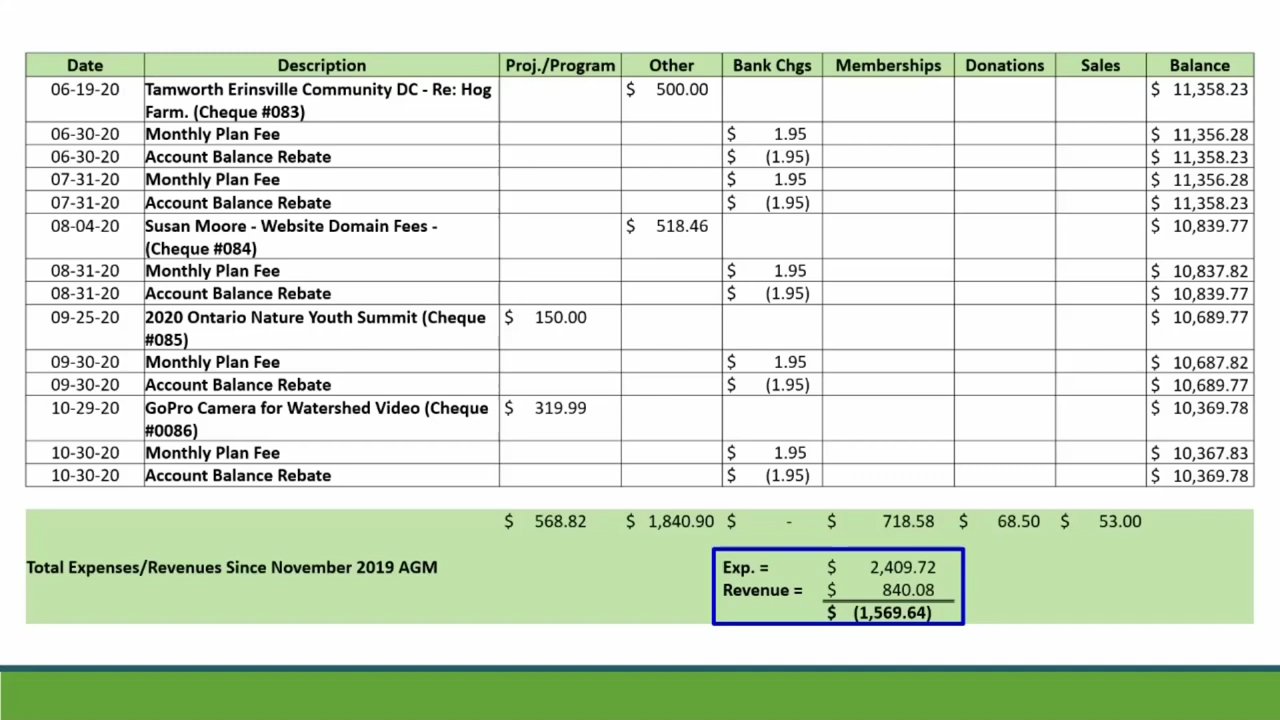 Date Description Proj./Program Other Bank Chgs Memberships Donations Sales Balance
06-19-20 Tamworth Erinsville Community DC - Re: Hog $ 500.00 $ 11,358.23
Farm. (Cheque #083)
06-30-20 Monthly Plan Fee $ 1.95 $ 11,356.28
06-30-20 Account Balance Rebate $ (1.95) $ 11,358.23
07-31-20 Monthly Plan Fee $ 1.95 $ 11,356.28
07-31-20 Account Balance Rebate $ (1.95) $ 11,358.23
08-04-20 Susan Moore - Website Domain Fees - $ 518.46 $ 10,839.77
(Cheque #084)
08-31-20 Monthly Plan Fee $ 1.95 $ 10,837.82
08-31-20 Account Balance Rebate $ (1.95) $ 10,839.77
09-25-20 2020 Ontario Nature Youth Summit (Cheque $ 150.00 $ 10,689.77
#085)
09-30-20 Monthly Plan Fee $ 1.95 $ 10,687.82
09-30-20 Account Balance Rebate $ (1.95) $ 10,689.77
10-29-20 GoPro Camera for Watershed Video (Cheque $ 319.99 $ 10,369.78
#0086)
10-30-20 Monthly Plan Fee $ 1.95 $ 10,367.83
10-30-20 Account Balance Rebate $ (1.95) $ 10,369.78
$ 568.82 $ 1,840.90 $ - $ 718.58 $ 68.50 $ 53.00
Total Expenses/Revenues Since November 2019 AGM Exp. = $ 2,409.72
Revenue = $ 840.08
$ (1,569.64)